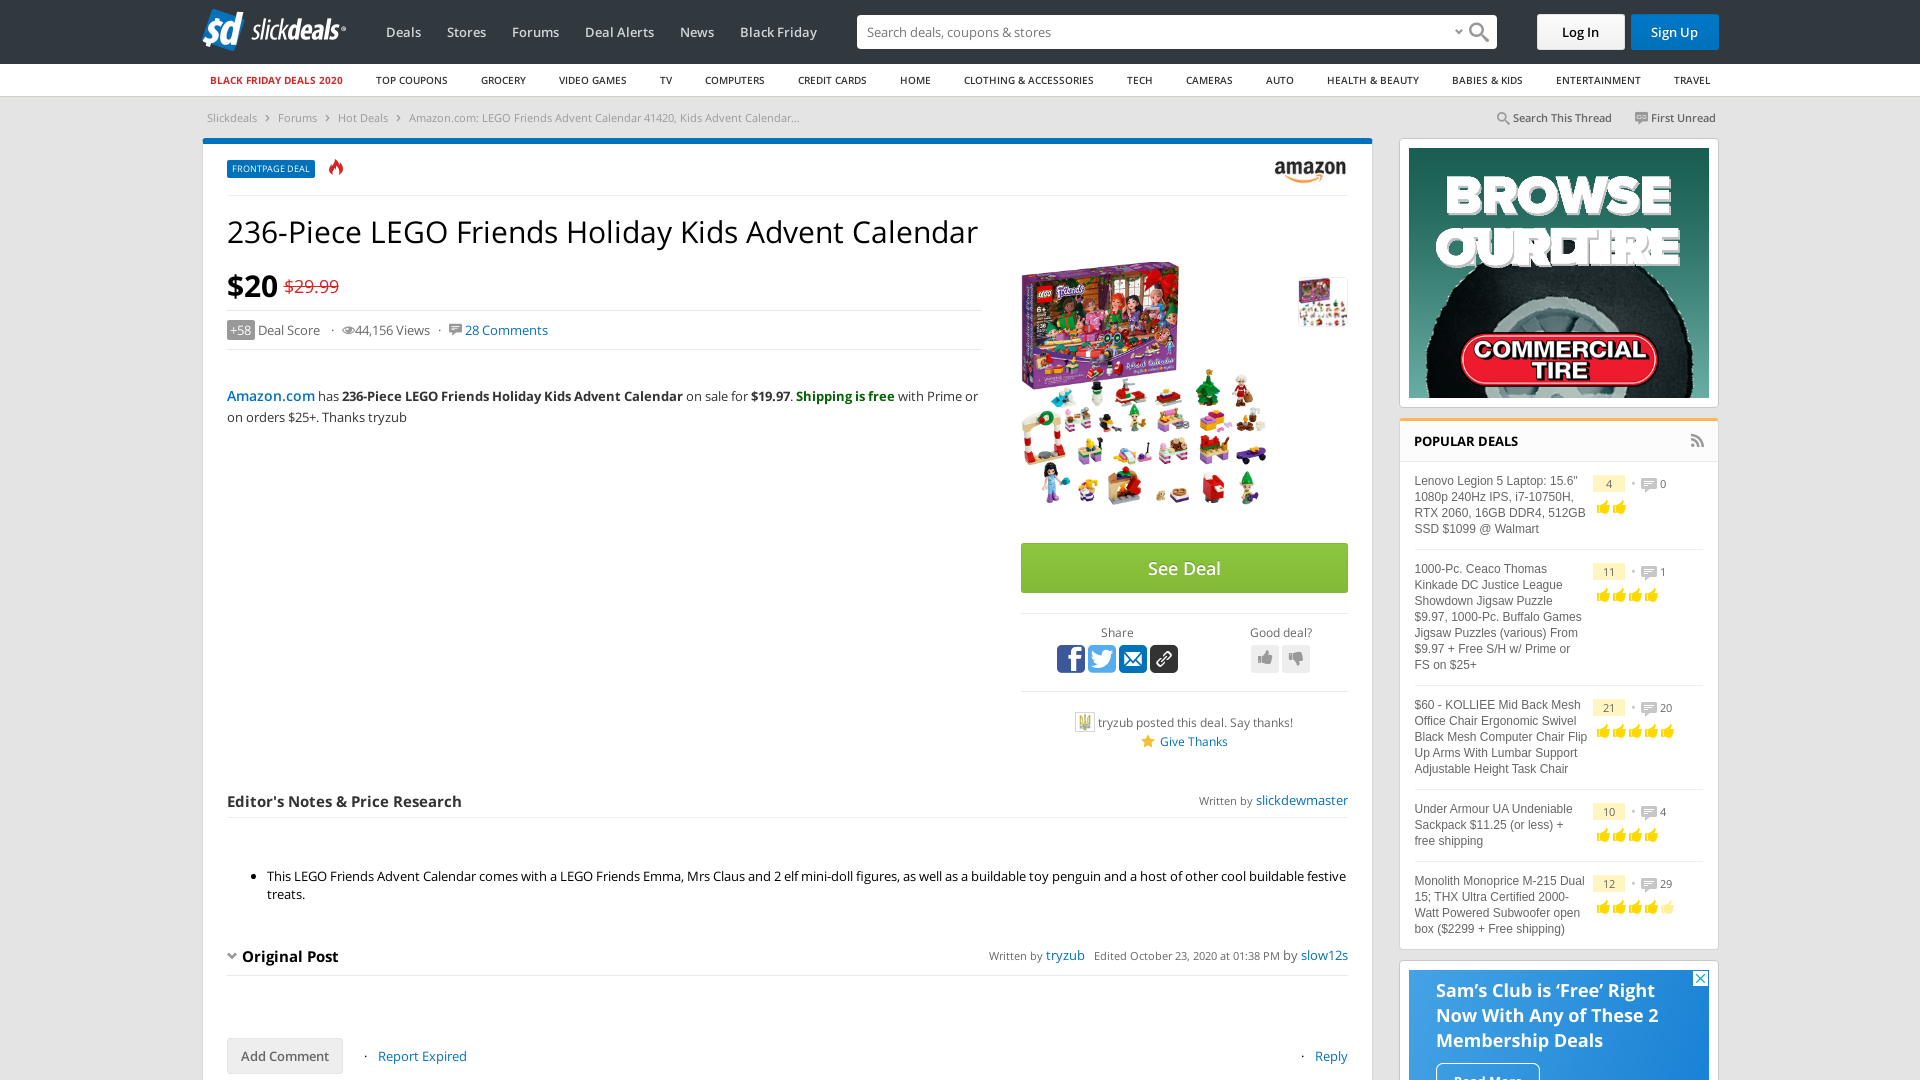 $d slickdeals
Deals
Stores
Forums
Deal Alerts
News
Black Friday
Search deals, coupons & stores
Log In
Sign Up
BLACK FRIDAY DEALS 2020
TOP COUPONS
GROCERY
VIDEO GAMES
TV
COMPUTERS
CREDIT CARDS
HOME
CLOTHING & ACCESSORIES
TECH
CAMERAS
AUTO
HEALTH & BEAUTY
BABIES & KIDS
ENTERTAINMENT
TRAVEL
Slickdeals › Forums › Hot Deals › Amazon.com: LEGO Friends Advent Calendar 41420, Kids Advent Calendar...
Search This Thread
First Unread
FRONTPAGE DEAL
amazon
236-Piece LEGO Friends Holiday Kids Advent Calendar
$20 $29.99
+58 Deal Score · 44,156 Views · 28 Comments
Amazon.com has 236-Piece LEGO Friends Holiday Kids Advent Calendar on sale for $19.97. Shipping is free with Prime or
on orders $25+. Thanks tryzub
LEGO Friends
6+
Advent Calendar
See Deal
Share
Good deal?
tryzub posted this deal. Say thanks!
Give Thanks
Editor's Notes & Price Research
Written by slickdewmaster
• This LEGO Friends Advent Calendar comes with a LEGO Friends Emma, Mrs Claus and 2 elf mini-doll figures, as well as a buildable toy penguin and a host of other cool buildable festive
treats.
Original Post
Written by tryzub Edited October 23, 2020 at 01:38 PM by slow12s
Add Comment
· Report Expired
· Reply
BROWSE
OUR TIRE
COMMERCIAL
TIRE
POPULAR DEALS
Lenovo Legion 5 Laptop: 15.6"
1080p 240Hz IPS, i7-10750H,
RTX 2060, 16GB DDR4, 512GB
SSD $1099 @ Walmart
4 • 0
1000-Pc. Ceaco Thomas
Kinkade DC Justice League
Showdown Jigsaw Puzzle
$9.97, 1000-Pc. Buffalo Games
Jigsaw Puzzles (various) From
$9.97 + Free S/H w/ Prime or
FS on $25+
11 • 1
$60 - KOLLIEE Mid Back Mesh
Office Chair Ergonomic Swivel
Black Mesh Computer Chair Flip
Up Arms With Lumbar Support
Adjustable Height Task Chair
21 • 20
Under Armour UA Undeniable
Sackpack $11.25 (or less) +
free shipping
10 • 4
Monolith Monoprice M-215 Dual
15; THX Ultra Certified 2000-
Watt Powered Subwoofer open
box ($2299 + Free shipping)
12 • 29
Sam's Club is 'Free' Right
Now With Any of These 2
Membership Deals
Read More